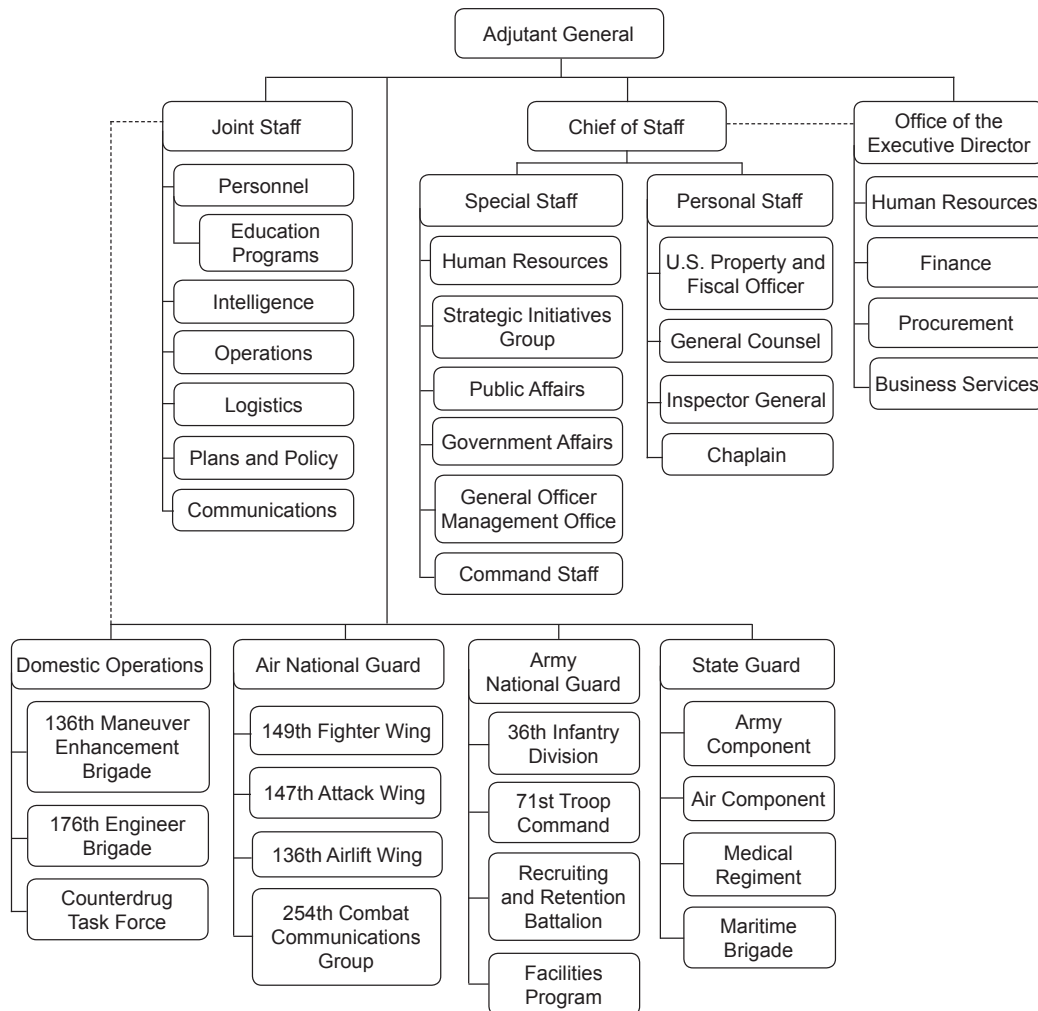 Adjutant General
Joint Staff
Chief of Staff
Office of the
Executive Director
Personnel
Education
Programs
Intelligence
Operations
Logistics
Plans and Policy
Communications
Special Staff
Human Resources
Strategic Initiatives
Group
Public Affairs
Government Affairs
General Officer
Management Office
Command Staff
Personal Staff
U.S. Property and
Fiscal Officer
General Counsel
Inspector General
Chaplain
Human Resources
Finance
Procurement
Business Services
Domestic Operations
136th Maneuver
Enhancement
Brigade
176th Engineer
Brigade
Counterdrug
Task Force
Air National Guard
149th Fighter Wing
147th Attack Wing
136th Airlift Wing
254th Combat
Communications
Group
Army
National Guard
36th Infantry
Division
71st Troop
Command
Recruiting
and Retention
Battalion
Facilities
Program
State Guard
Army
Component
Air Component
Medical
Regiment
Maritime
Brigade